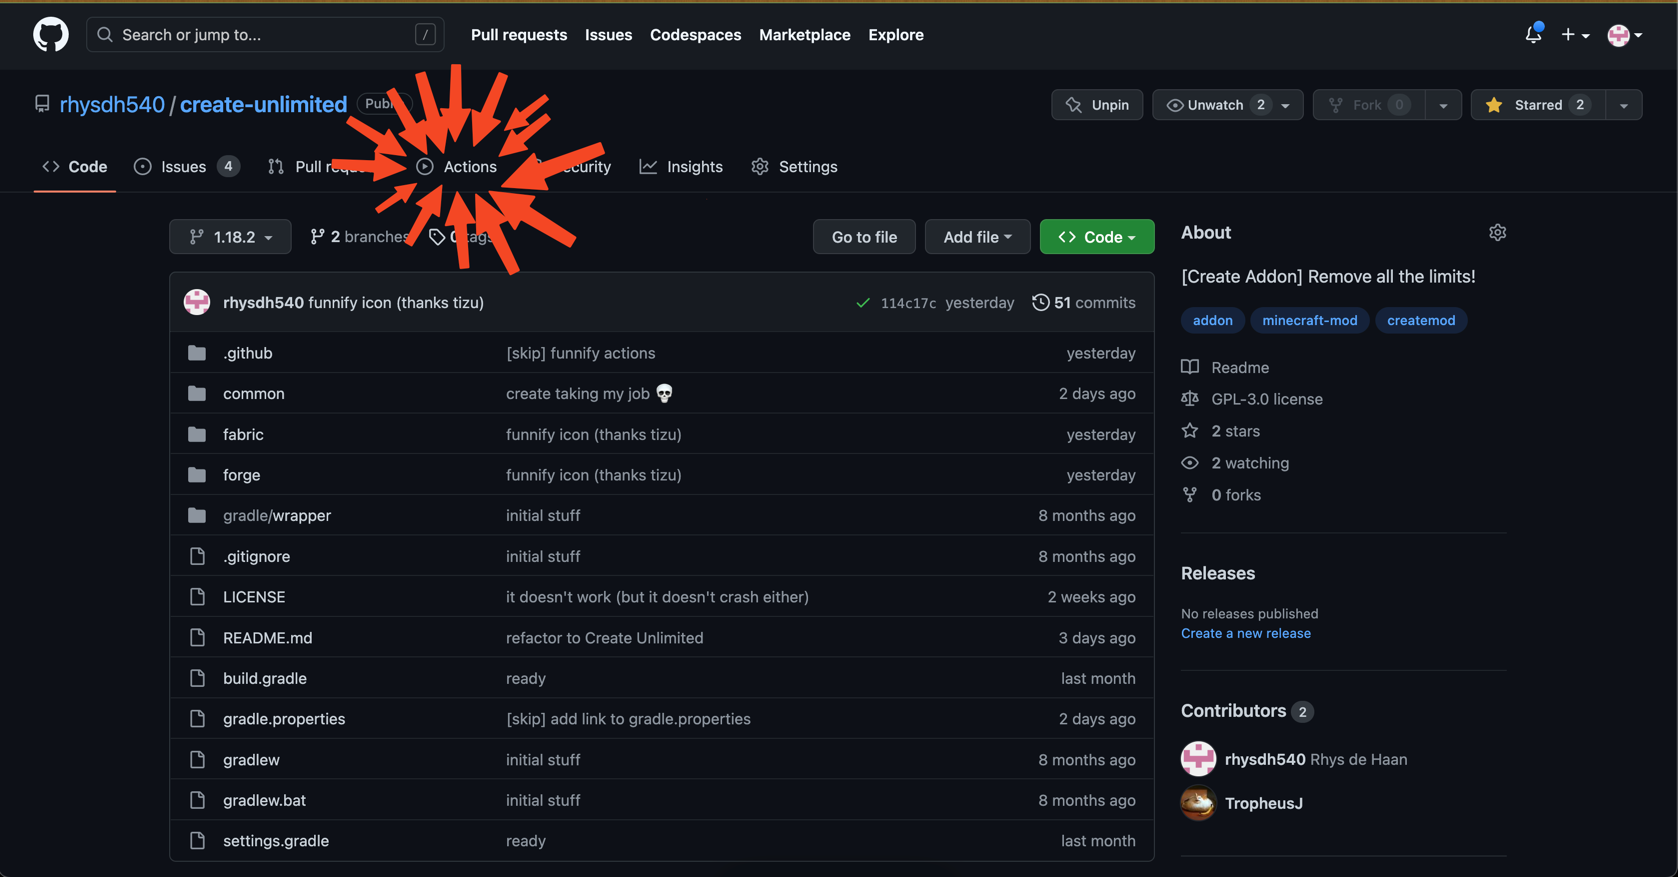 Search or jump to... / Pull requests Issues Codespaces Marketplace Explore
rhysdh540 / create-unlimited Unpin Unwatch 2 Fork 0 Starred 2
Code Issues 4 Pull Actions Insights Settings
1.18.2 2 branches 0 tags Go to file Add file Code
rhysdh540 funnify icon (thanks tizu) 114c17c yesterday 51 commits
.github [skip] funnify actions yesterday
common create taking my job 💀 2 days ago
fabric funnify icon (thanks tizu) yesterday
forge funnify icon (thanks tizu) yesterday
gradle/wrapper initial stuff 8 months ago
.gitignore initial stuff 8 months ago
LICENSE it doesn't work (but it doesn't crash either) 2 weeks ago
README.md refactor to Create Unlimited 3 days ago
build.gradle ready last month
gradle.properties [skip] add link to gradle.properties 2 days ago
gradlew initial stuff 8 months ago
gradlew.bat initial stuff 8 months ago
settings.gradle ready last month
About
[Create Addon] Remove all the limits!
addon minecraft-mod createmod
Readme
GPL-3.0 license
2 stars
2 watching
0 forks
Releases
No releases published
Create a new release
Contributors 2
rhysdh540 Rhys de Haan
TropheusJ